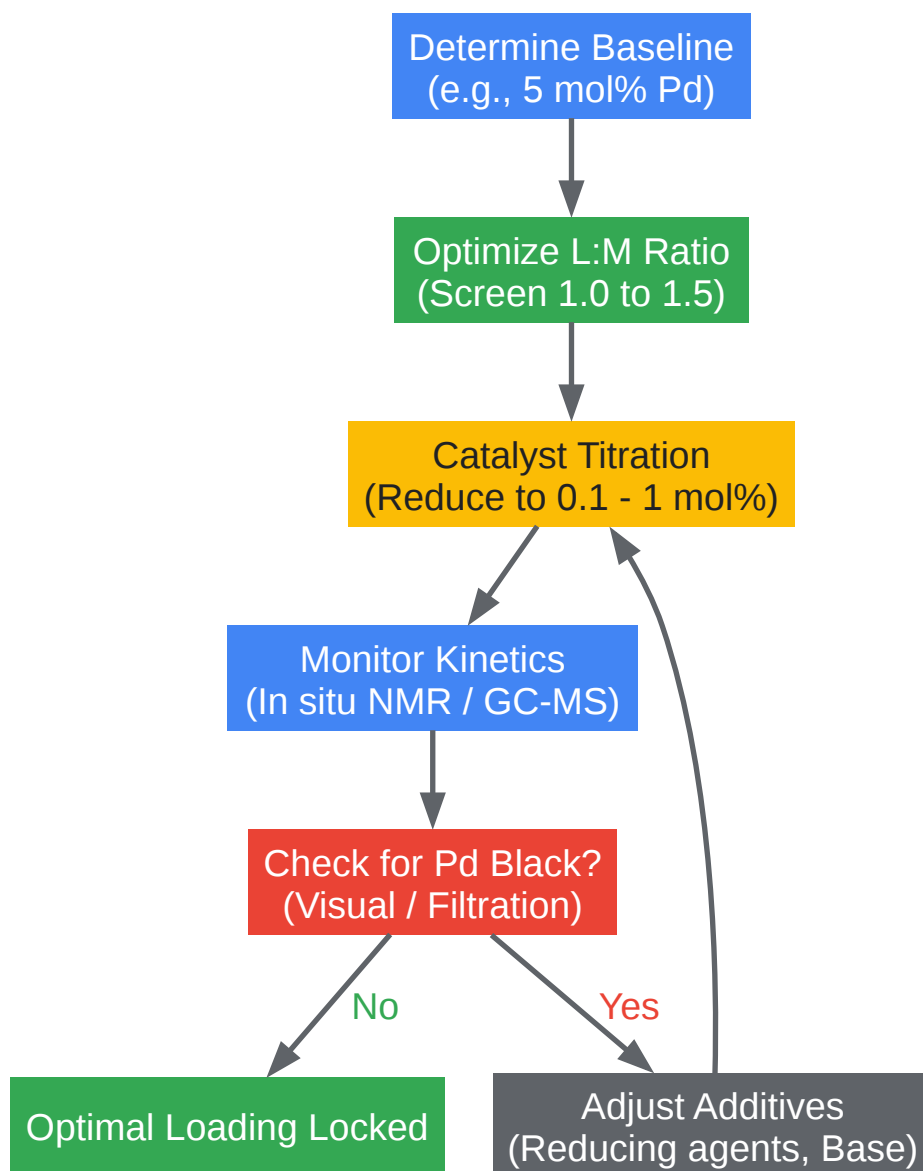 Determine Baseline
(e.g., 5 mol% Pd)
Optimize L:M Ratio
(Screen 1.0 to 1.5)
Catalyst Titration
(Reduce to 0.1 - 1 mol%)
Monitor Kinetics
(In situ NMR / GC-MS)
Check for Pd Black?
(Visual / Filtration)
No
Yes
Optimal Loading Locked
Adjust Additives
(Reducing agents, Base)